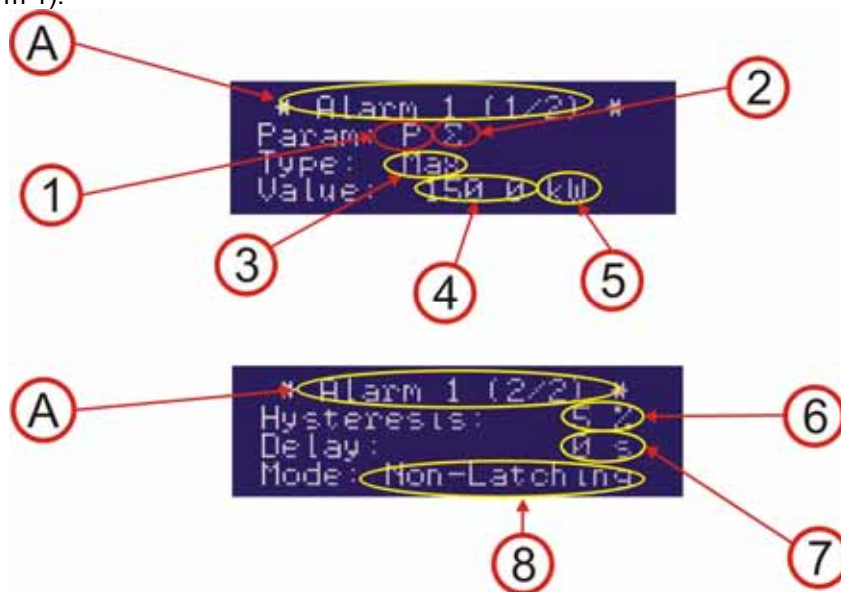 m 1).
A
* Alarm 1 (1/2) *
2
Param: P Σ
Type: Max
1
Value: 150 0 kW
3
4
5
* Alarm 1 (2/2) *
A
Hysteresis: 5 %
6
Delay: 0 s
Mode: Non-Latching
8
7